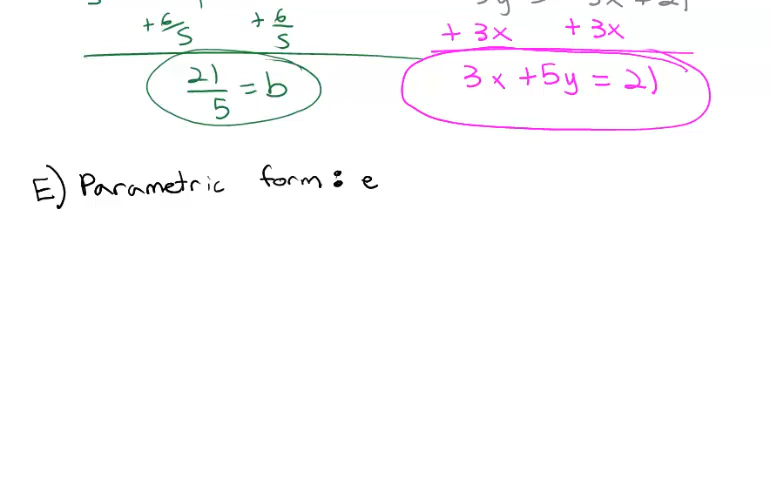 +6/5 +6/5
21/5 = b
+ 3x + 3x
3x + 5y = 21
E) Parametric form: e